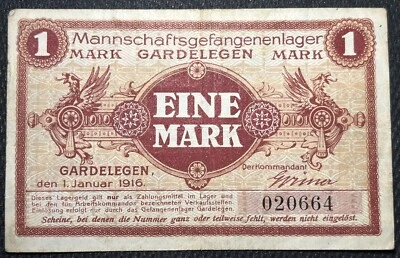 1 Mannschaftsgefangenenlager 1
MARK GARDELEGEN MARK
EINE
MARK
GARDELEGEN,
den 1. Januar 1916.
Der Kommandant
Dieses Lagergeld gilt nur als Zahlungsmittel im Lager und
bei den für Arbeitskommandos bezeichneten Verkaufsstellen.
Einlösung erfolgt nur durch das Gefangenenlager Gardelegen
Scheine, bei denen die Nummer ganz oder teilweise fehlt, werden nicht eingelöst.
020664